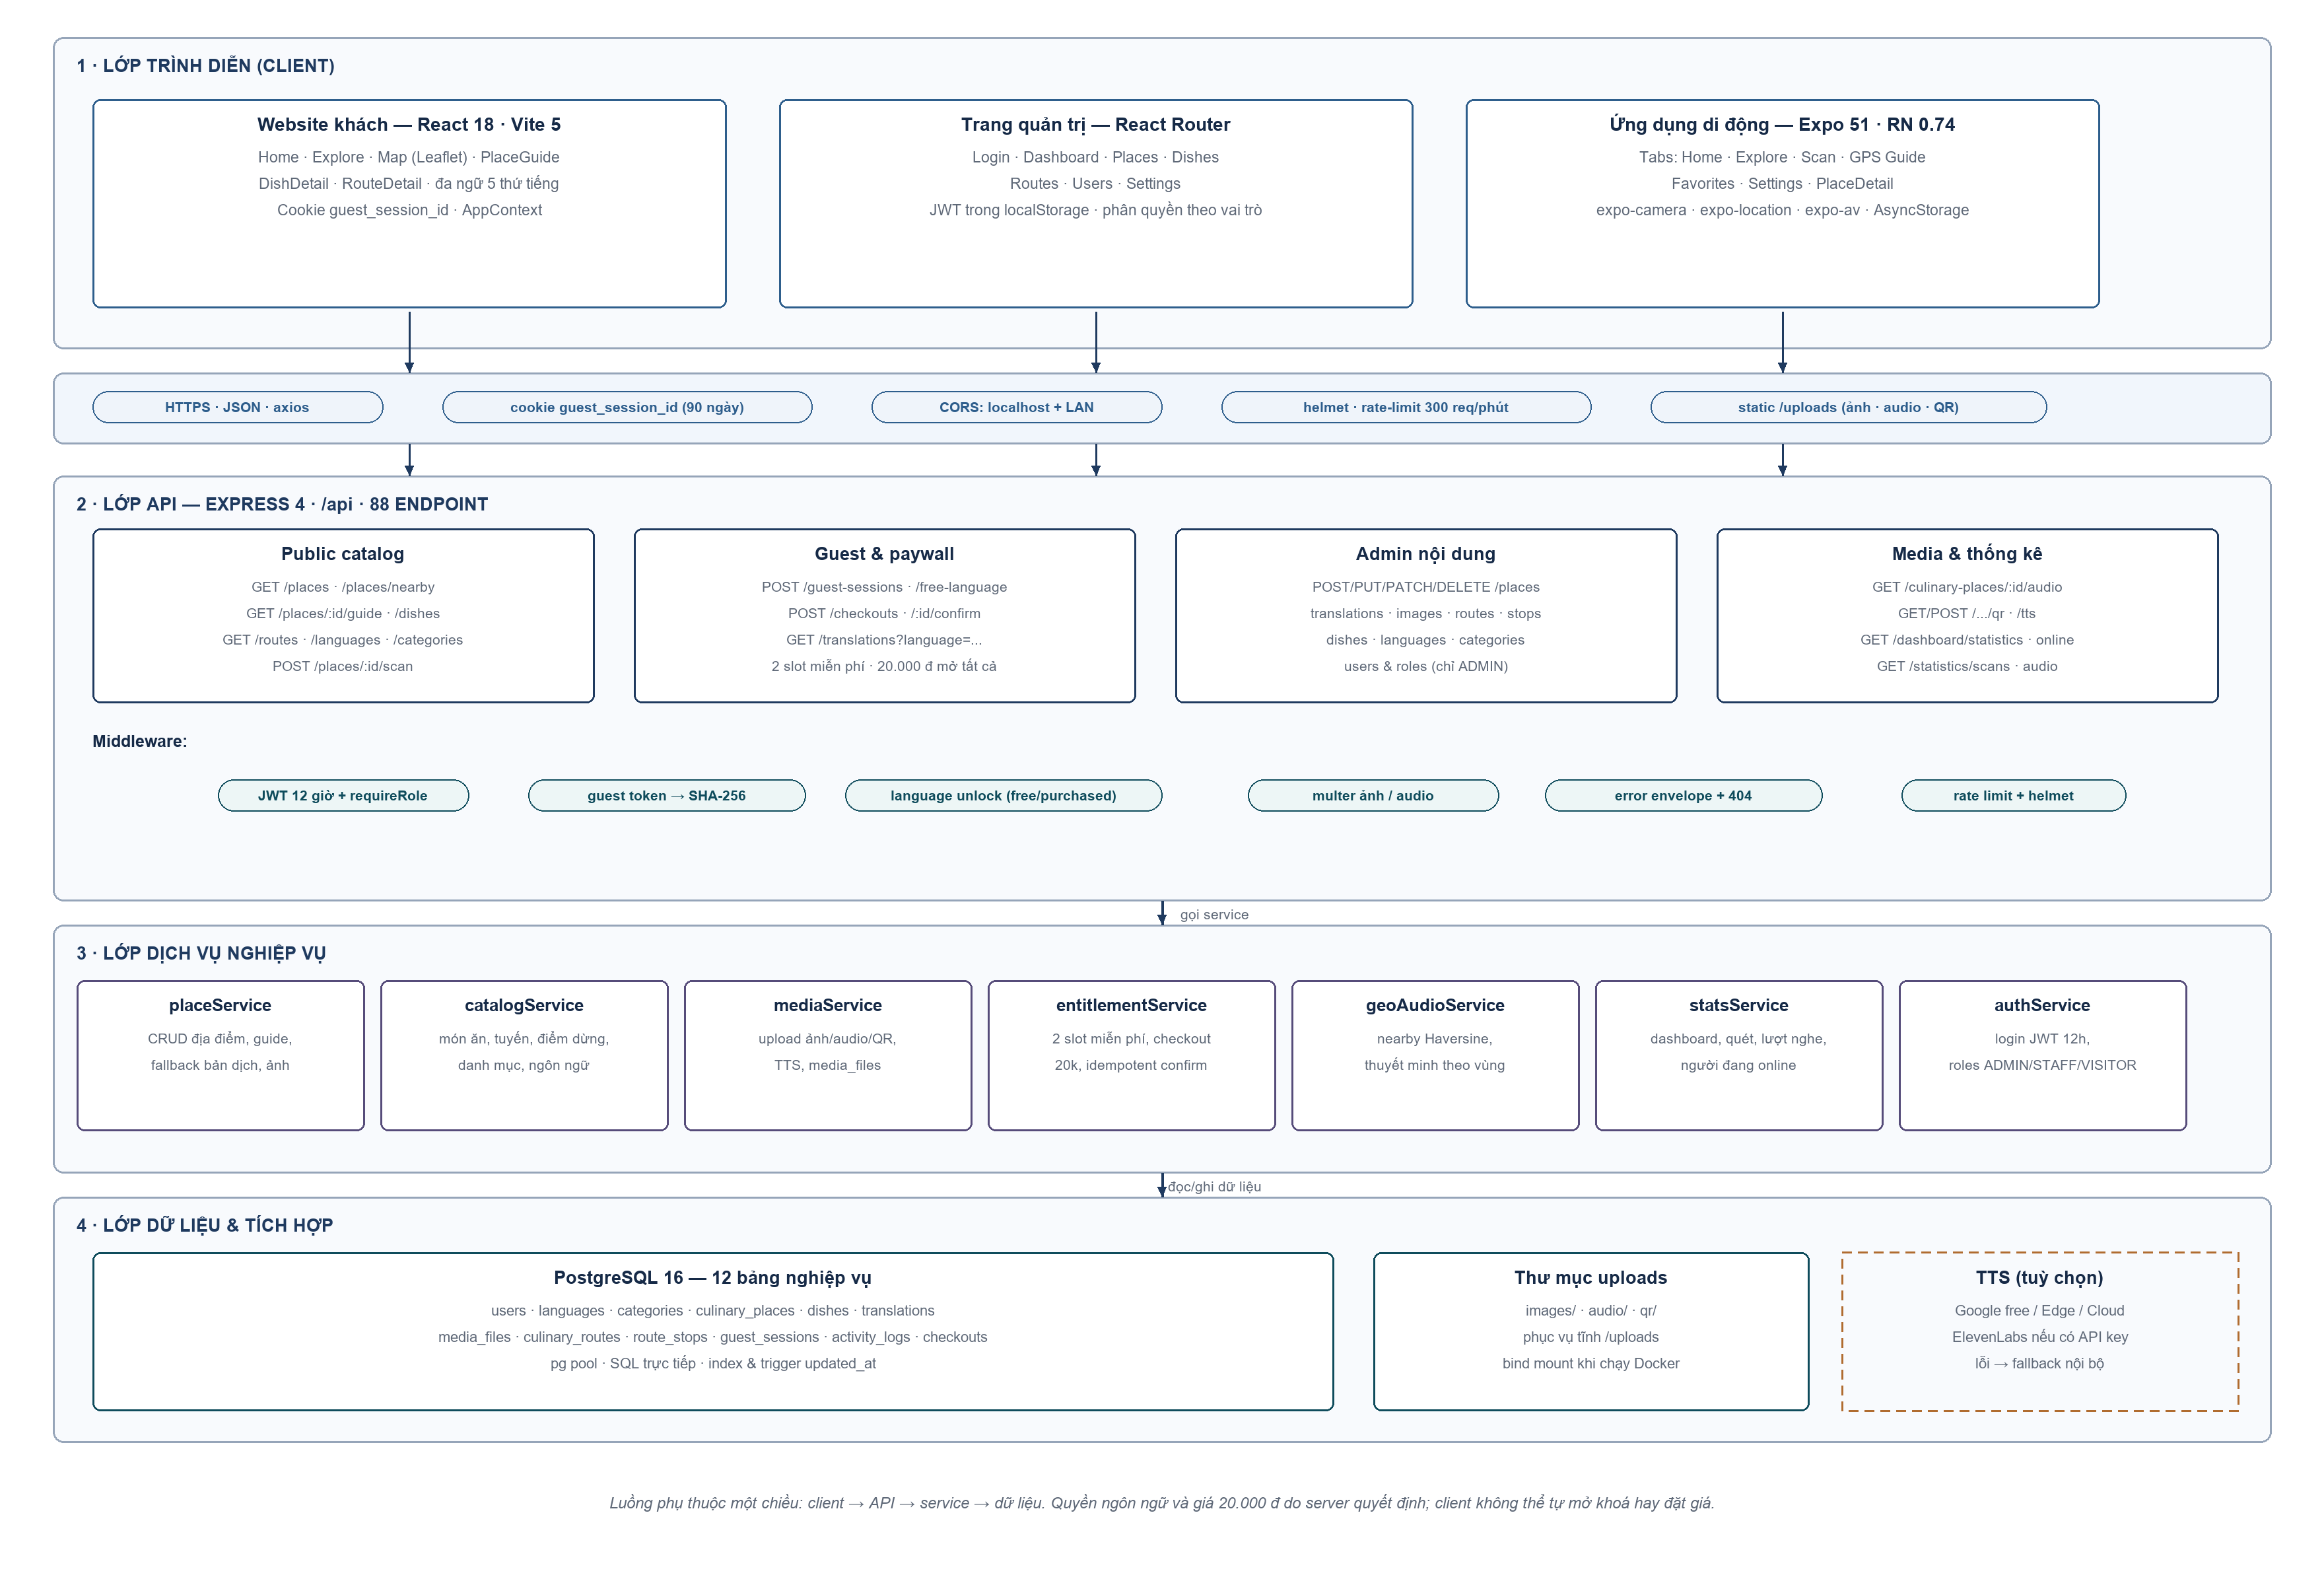 1 · LỚP TRÌNH DIỄN (CLIENT)
Website khách — React 18 · Vite 5
Home · Explore · Map (Leaflet) · PlaceGuide
DishDetail · RouteDetail · đa ngữ 5 thứ tiếng
Cookie guest_session_id · AppContext
Trang quản trị — React Router
Login · Dashboard · Places · Dishes
Routes · Users · Settings
JWT trong localStorage · phân quyền theo vai trò
Ứng dụng di động — Expo 51 · RN 0.74
Tabs: Home · Explore · Scan · GPS Guide
Favorites · Settings · PlaceDetail
expo-camera · expo-location · expo-av · AsyncStorage
HTTPS · JSON · axios
cookie guest_session_id (90 ngày)
CORS: localhost + LAN
helmet · rate-limit 300 req/phút
static /uploads (ảnh · audio · QR)
2 · LỚP API — EXPRESS 4 · /api · 88 ENDPOINT
Public catalog
GET /places · /places/nearby
GET /places/:id/guide · /dishes
GET /routes · /languages · /categories
POST /places/:id/scan
Guest & paywall
POST /guest-sessions · /free-language
POST /checkouts · /:id/confirm
GET /translations?language=...
2 slot miễn phí · 20.000 đ mở tất cả
Admin nội dung
POST/PUT/PATCH/DELETE /places
translations · images · routes · stops
dishes · languages · categories
users & roles (chỉ ADMIN)
Media & thống kê
GET /culinary-places/:id/audio
GET/POST /.../qr · /tts
GET /dashboard/statistics · online
GET /statistics/scans · audio
Middleware:
JWT 12 giờ + requireRole
guest token → SHA-256
language unlock (free/purchased)
multer ảnh / audio
error envelope + 404
rate limit + helmet
gọi service
3 · LỚP DỊCH VỤ NGHIỆP VỤ
placeService
CRUD địa điểm, guide,
fallback bản dịch, ảnh
catalogService
món ăn, tuyến, điểm dừng,
danh mục, ngôn ngữ
mediaService
upload ảnh/audio/QR,
TTS, media_files
entitlementService
2 slot miễn phí, checkout
20k, idempotent confirm
geoAudioService
nearby Haversine,
thuyết minh theo vùng
statsService
dashboard, quét, lượt nghe,
người đang online
authService
login JWT 12h,
roles ADMIN/STAFF/VISITOR
đọc/ghi dữ liệu
4 · LỚP DỮ LIỆU & TÍCH HỢP
PostgreSQL 16 — 12 bảng nghiệp vụ
users · languages · categories · culinary_places · dishes · translations
media_files · culinary_routes · route_stops · guest_sessions · activity_logs · checkouts
pg pool · SQL trực tiếp · index & trigger updated_at
Thư mục uploads
images/ · audio/ · qr/
phục vụ tĩnh /uploads
bind mount khi chạy Docker
TTS (tuỳ chọn)
Google free / Edge / Cloud
ElevenLabs nếu có API key
lỗi → fallback nội bộ
Luồng phụ thuộc một chiều: client → API → service → dữ liệu. Quyền ngôn ngữ và giá 20.000 đ do server quyết định; client không thể tự mở khoá hay đặt giá.